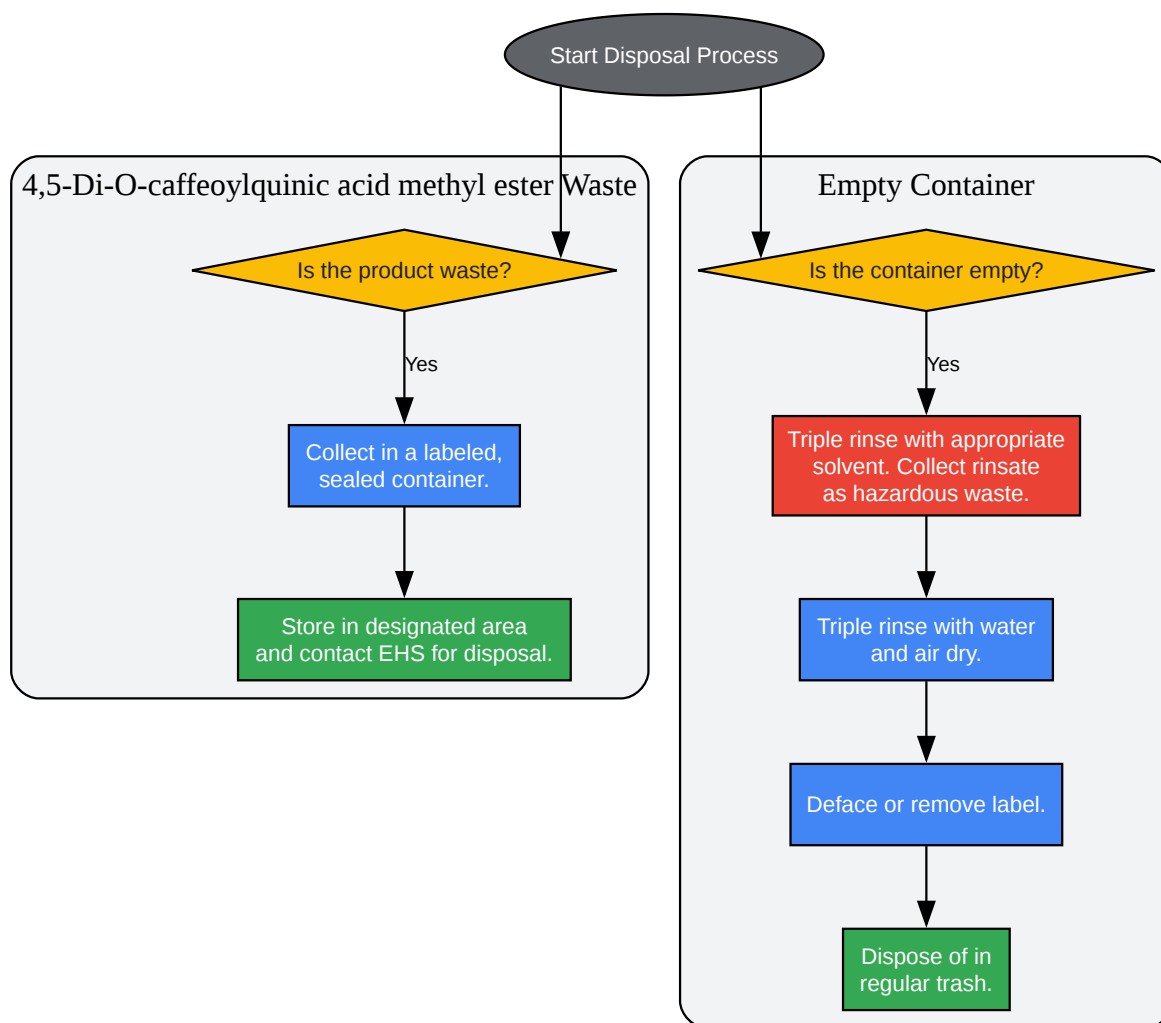 Start Disposal Process
4,5-Di-O-caffeoylquinic acid methyl ester Waste
Is the product waste?
Yes
Collect in a labeled,
sealed container.
Store in designated area
and contact EHS for disposal.
Empty Container
Is the container empty?
Yes
Triple rinse with appropriate
solvent. Collect rinsate
as hazardous waste.
Triple rinse with water
and air dry.
Deface or remove label.
Dispose of in
regular trash.